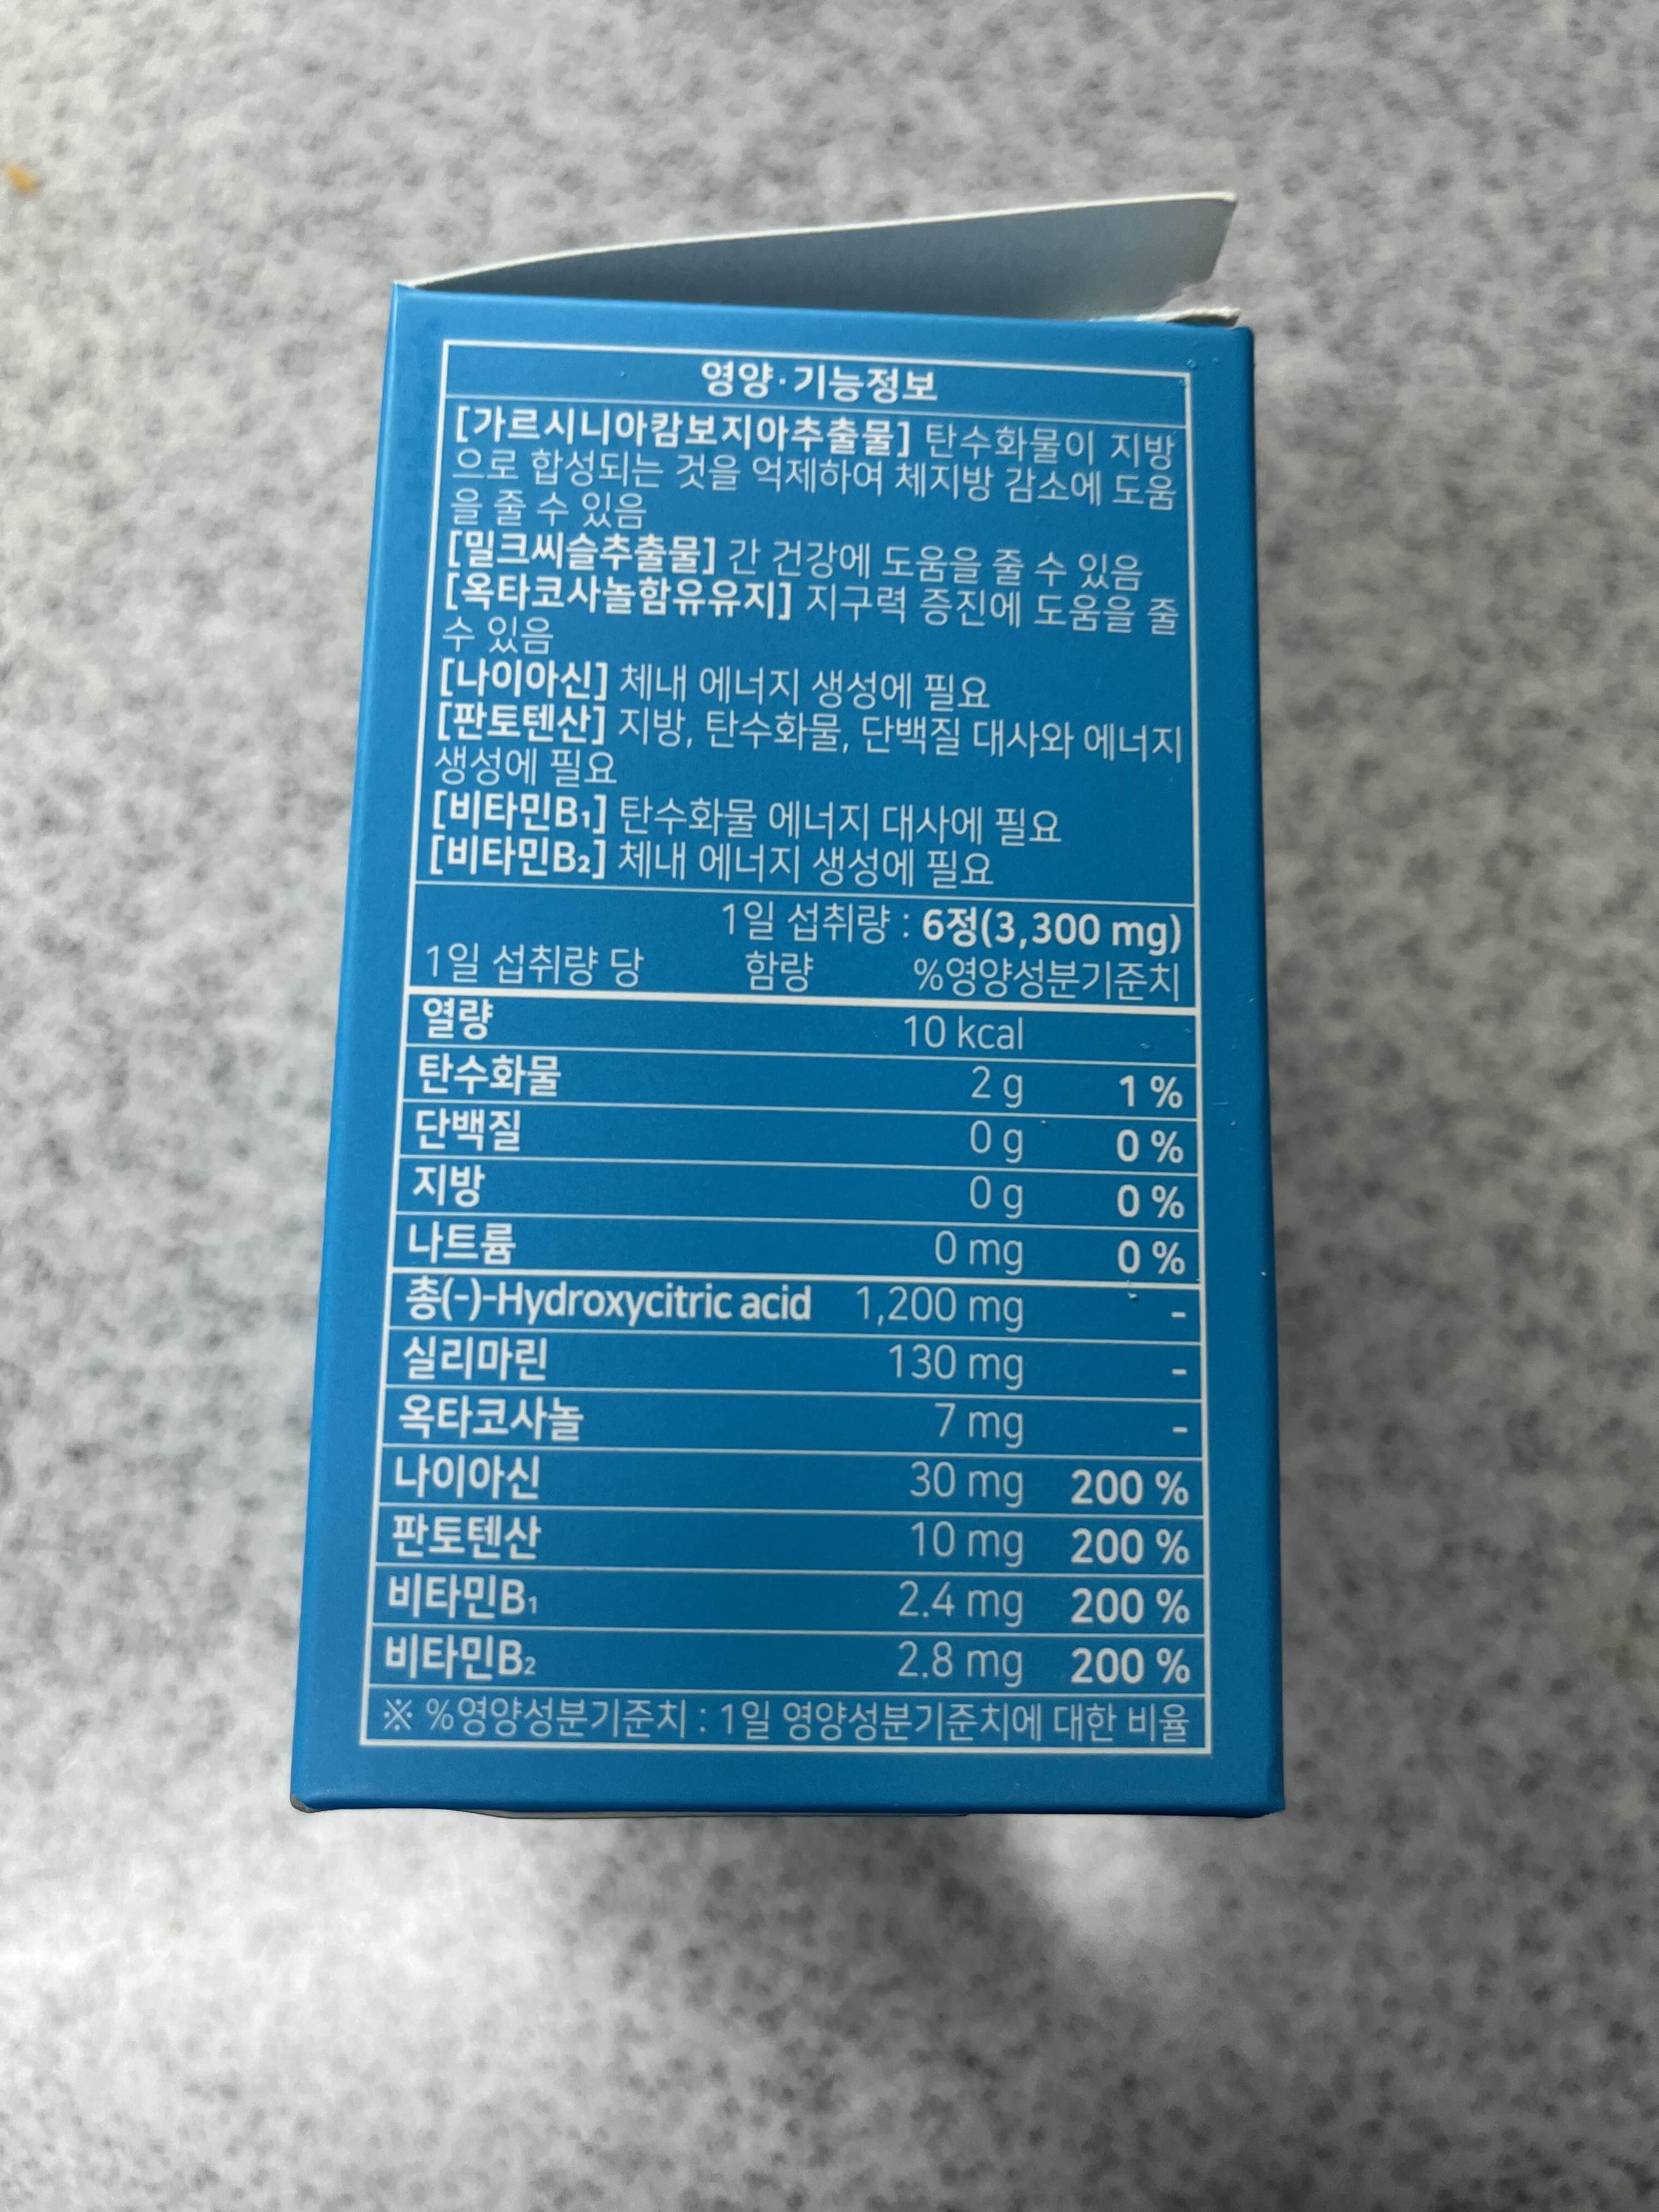 영양·기능정보
[가르시니아캄보지아추출물] 탄수화물이 지방
으로 합성되는 것을 억제하여 체지방 감소에 도움
을 줄 수 있음
[밀크씨슬추출물] 간 건강에 도움을 줄 수 있음
[옥타코사놀함유유지] 지구력 증진에 도움을 줄
수 있음
[나이아신] 체내 에너지 생성에 필요
[판토텐산] 지방, 탄수화물, 단백질 대사와 에너지
생성에 필요
[비타민B₁] 탄수화물 에너지 대사에 필요
[비타민B₂] 체내 에너지 생성에 필요
1일 섭취량 : 6정(3,300 mg)
1일 섭취량 당 함량 %영양성분기준치
열량 10 kcal
탄수화물 2 g 1 %
단백질 0 g 0 %
지방 0 g 0 %
나트륨 0 mg 0 %
총(-)-Hydroxycitric acid 1,200 mg -
실리마린 130 mg -
옥타코사놀 7 mg -
나이아신 30 mg 200 %
판토텐산 10 mg 200 %
비타민B₁ 2.4 mg 200 %
비타민B₂ 2.8 mg 200 %
※ %영양성분기준치 : 1일 영양성분기준치에 대한 비율